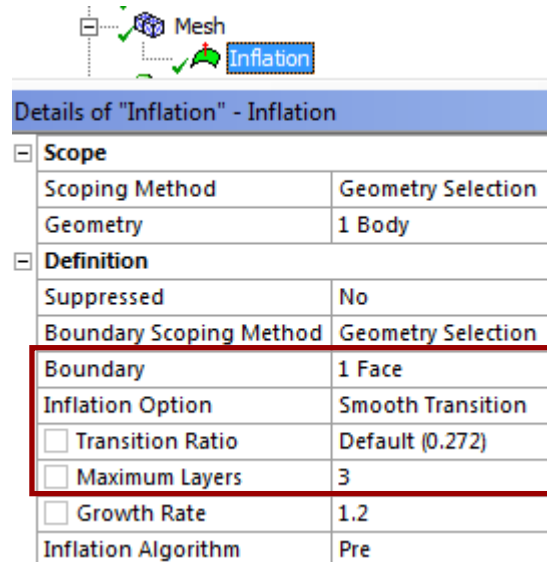 Mesh
Inflation
Details of "Inflation" - Inflation
Scope
Scoping Method Geometry Selection
Geometry 1 Body
Definition
Suppressed No
Boundary Scoping Method Geometry Selection
Boundary 1 Face
Inflation Option Smooth Transition
Transition Ratio Default (0.272)
Maximum Layers 3
Growth Rate 1.2
Inflation Algorithm Pre